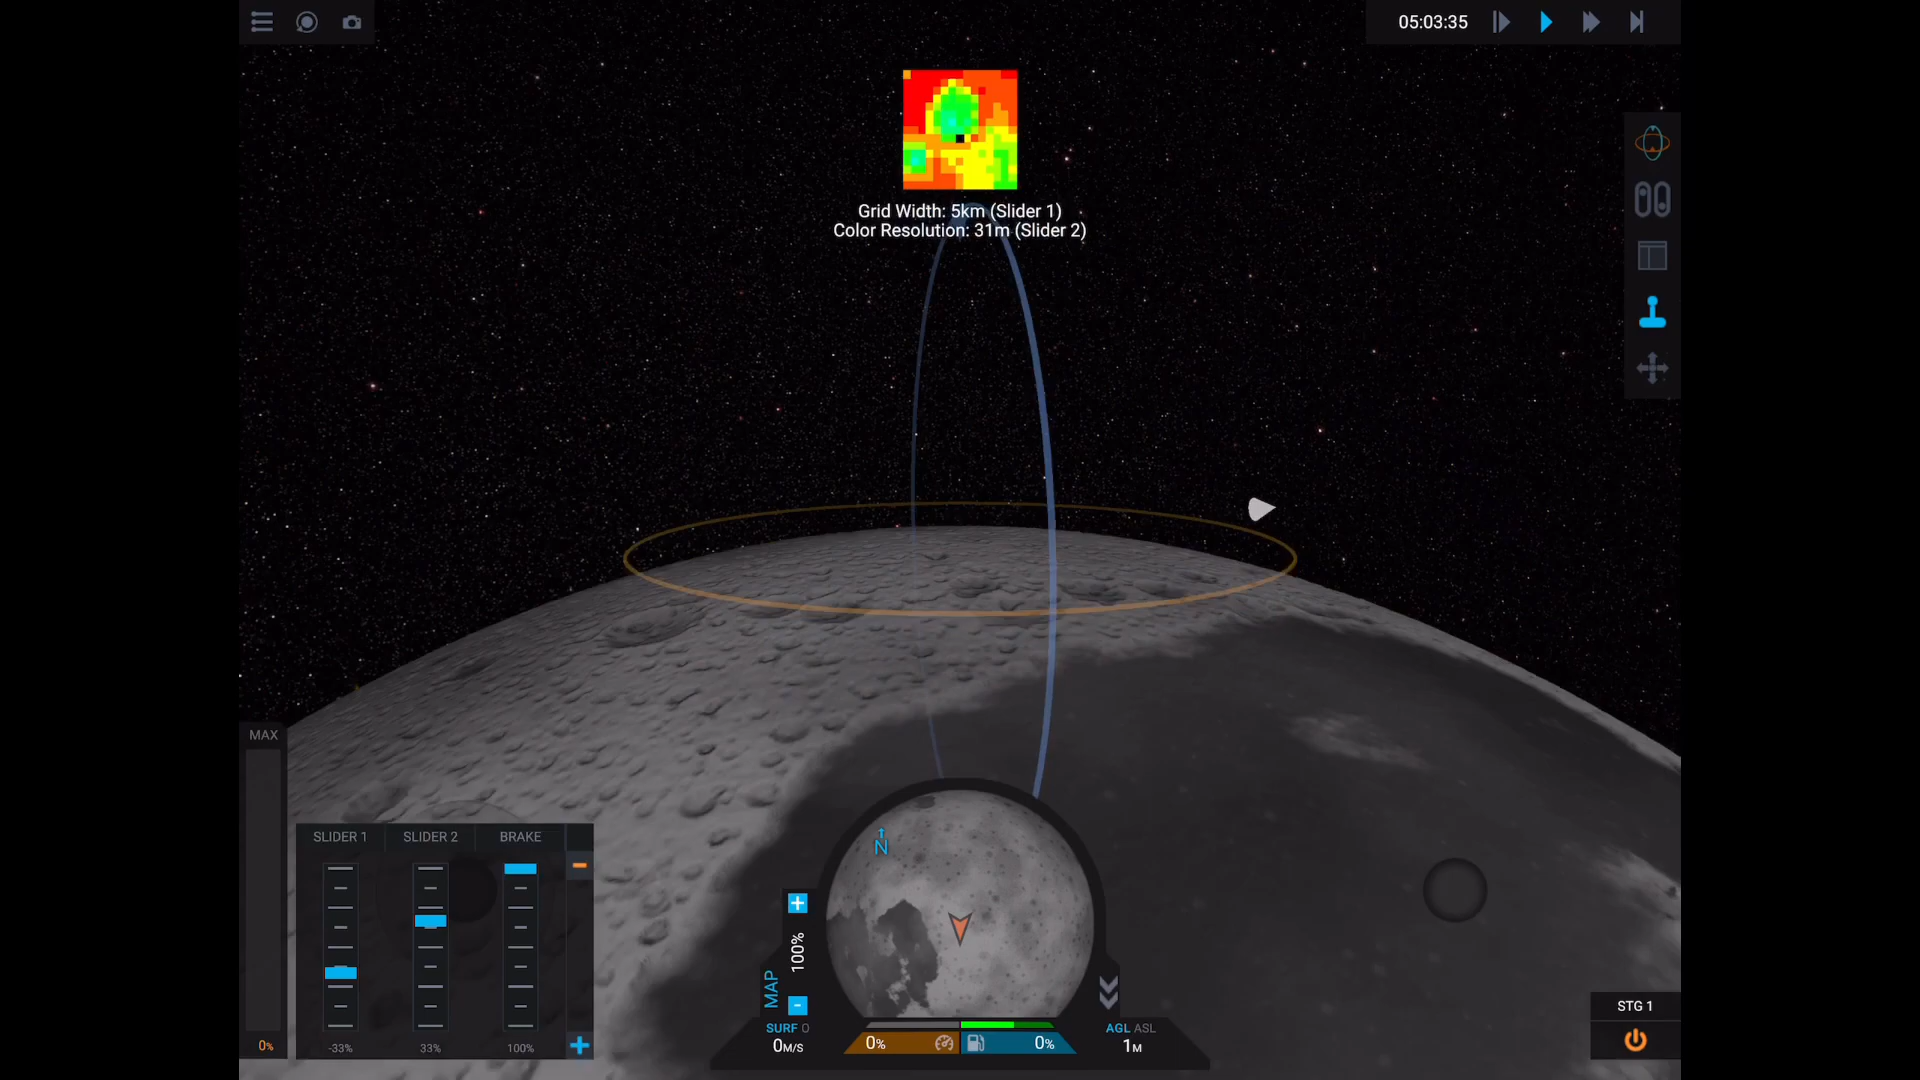 05:03:35
Grid Width: 5km (Slider 1)
Color Resolution: 31m (Slider 2)
MAX
0%
SLIDER 1 SLIDER 2 BRAKE
-33% 33% 100%
N
100%
MAP
SURF O
0M/S
0% 0%
AGL ASL
1M
STG 1